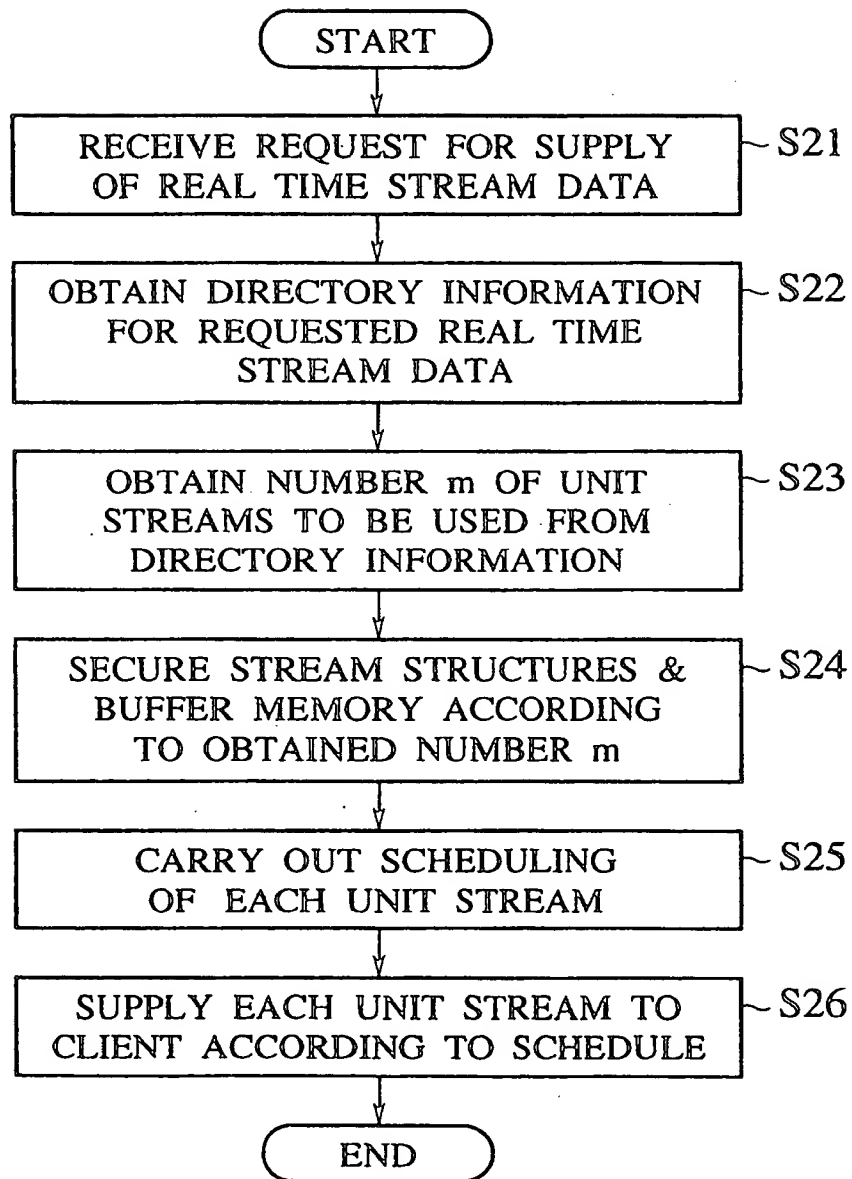 START
RECEIVE REQUEST FOR SUPPLY
OF REAL TIME STREAM DATA
S21
OBTAIN DIRECTORY INFORMATION
FOR REQUESTED REAL TIME
STREAM DATA
S22
OBTAIN NUMBER m OF UNIT
STREAMS TO BE USED FROM
DIRECTORY INFORMATION
S23
SECURE STREAM STRUCTURES &
BUFFER MEMORY ACCORDING
TO OBTAINED NUMBER m
S24
CARRY OUT SCHEDULING
OF EACH UNIT STREAM
S25
SUPPLY EACH UNIT STREAM TO
CLIENT ACCORDING TO SCHEDULE
S26
END